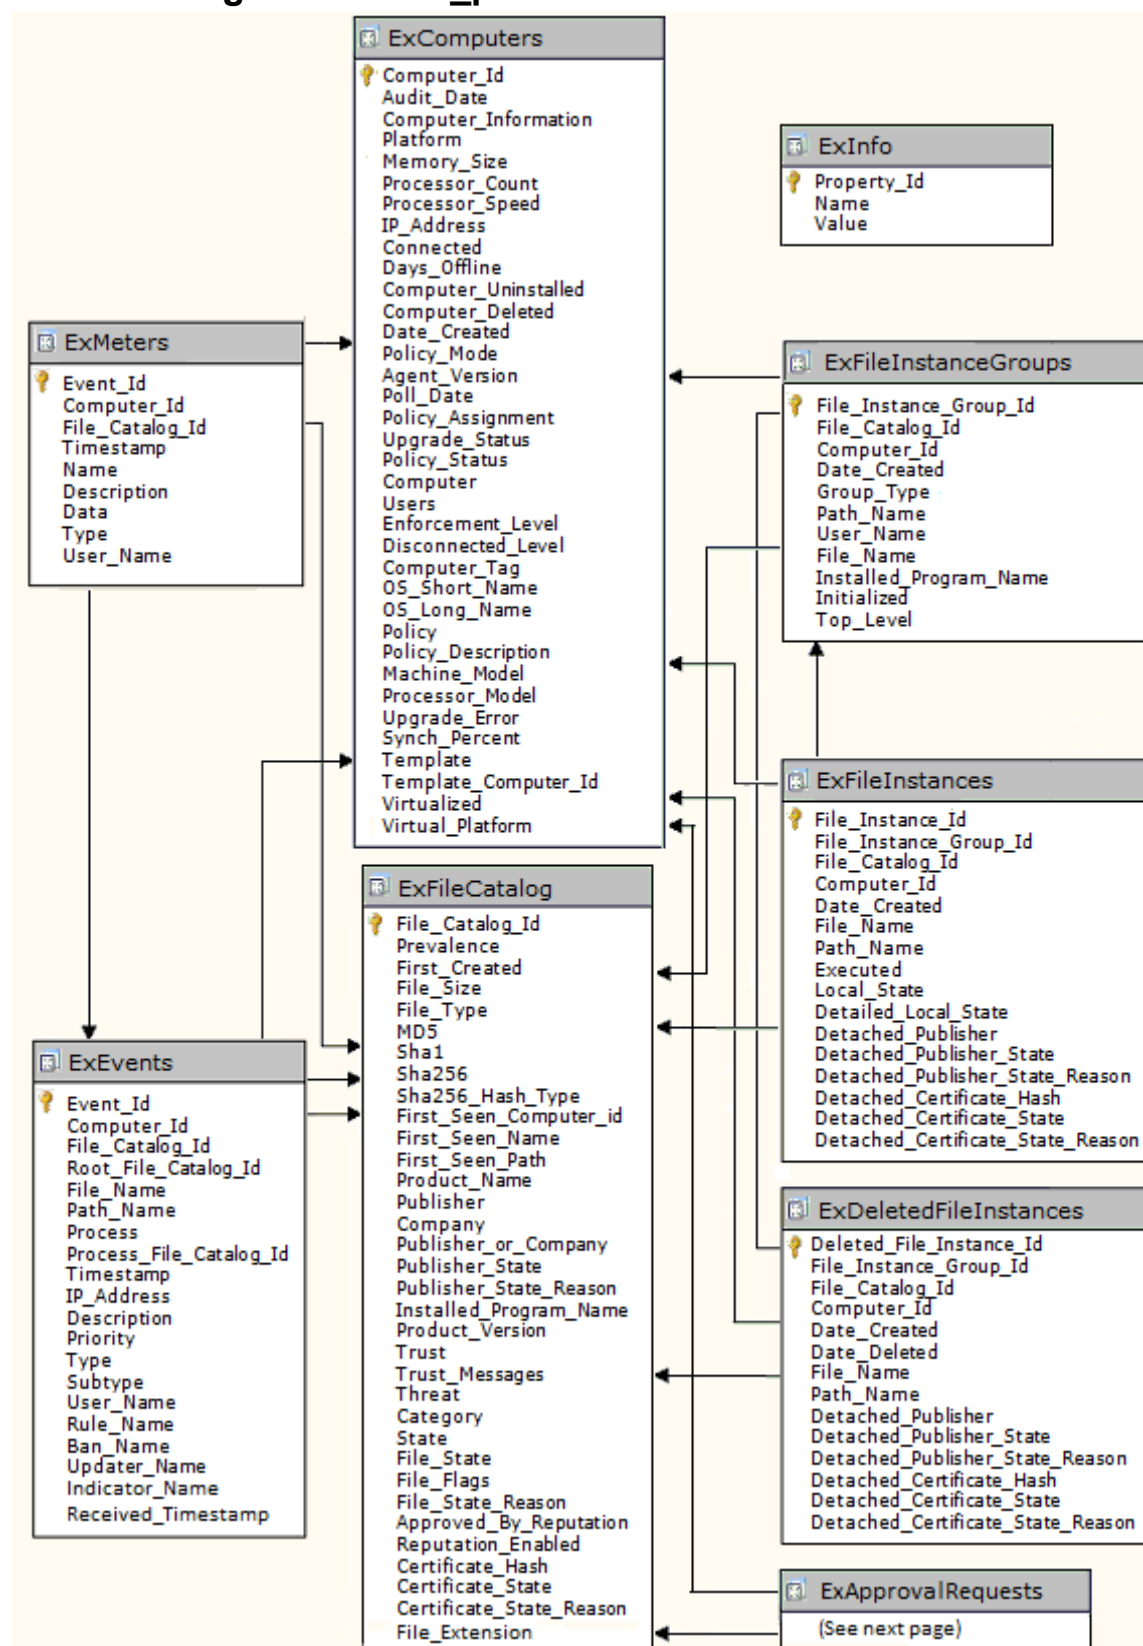 ExComputers
Computer_Id
Audit_Date
Computer_Information
Platform
Memory_Size
Processor_Count
Processor_Speed
IP_Address
Connected
Days_Offline
Computer_Uninstalled
Computer_Deleted
Date_Created
Policy_Mode
Agent_Version
Poll_Date
Policy_Assignment
Upgrade_Status
Policy_Status
Computer
Users
Enforcement_Level
Disconnected_Level
Computer_Tag
OS_Short_Name
OS_Long_Name
Policy
Policy_Description
Machine_Model
Processor_Model
Upgrade_Error
Synch_Percent
Template
Template_Computer_Id
Virtualized
Virtual_Platform
ExInfo
Property_Id
Name
Value
ExMeters
Event_Id
Computer_Id
File_Catalog_Id
Timestamp
Name
Description
Data
Type
User_Name
ExFileInstanceGroups
File_Instance_Group_Id
File_Catalog_Id
Computer_Id
Date_Created
Group_Type
Path_Name
User_Name
File_Name
Installed_Program_Name
Initialized
Top_Level
ExFileInstances
File_Instance_Id
File_Instance_Group_Id
File_Catalog_Id
Computer_Id
Date_Created
File_Name
Path_Name
Executed
Local_State
Detailed_Local_State
Detached_Publisher
Detached_Publisher_State
Detached_Publisher_State_Reason
Detached_Certificate_Hash
Detached_Certificate_State
Detached_Certificate_State_Reason
ExFileCatalog
File_Catalog_Id
Prevalence
First_Created
File_Size
File_Type
MD5
Sha1
Sha256
Sha256_Hash_Type
First_Seen_Computer_id
First_Seen_Name
First_Seen_Path
Product_Name
Publisher
Company
Publisher_or_Company
Publisher_State
Publisher_State_Reason
Installed_Program_Name
Product_Version
Trust
Trust_Messages
Threat
Category
State
File_State
File_Flags
File_State_Reason
Approved_By_Reputation
Reputation_Enabled
Certificate_Hash
Certificate_State
Certificate_State_Reason
File_Extension
ExEvents
Event_Id
Computer_Id
File_Catalog_Id
Root_File_Catalog_Id
File_Name
Path_Name
Process
Process_File_Catalog_Id
Timestamp
IP_Address
Description
Priority
Type
Subtype
User_Name
Rule_Name
Ban_Name
Updater_Name
Indicator_Name
Received_Timestamp
ExDeletedFileInstances
Deleted_File_Instance_Id
File_Instance_Group_Id
File_Catalog_Id
Computer_Id
Date_Created
Date_Deleted
File_Name
Path_Name
Detached_Publisher
Detached_Publisher_State
Detached_Publisher_State_Reason
Detached_Certificate_Hash
Detached_Certificate_State
Detached_Certificate_State_Reason
ExApprovalRequests
(See next page)